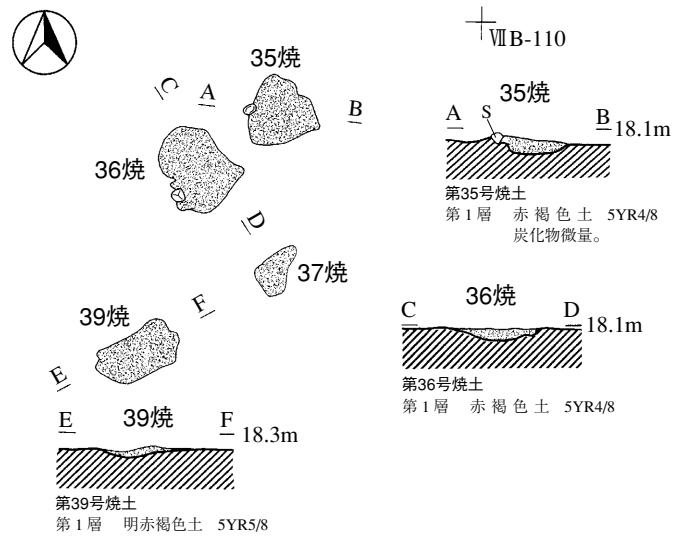 ⅦB-110
35焼
C
A
B
36焼
D
37焼
F
39焼
E
35焼
A
S
B
18.1m
第35号焼土
第1層 赤褐色土 5YR4/8
炭化物微量。
36焼
C
D
18.1m
第36号焼土
第1層 赤褐色土 5YR4/8
E
39焼
F
18.3m
第39号焼土
第1層 明赤褐色土 5YR5/8